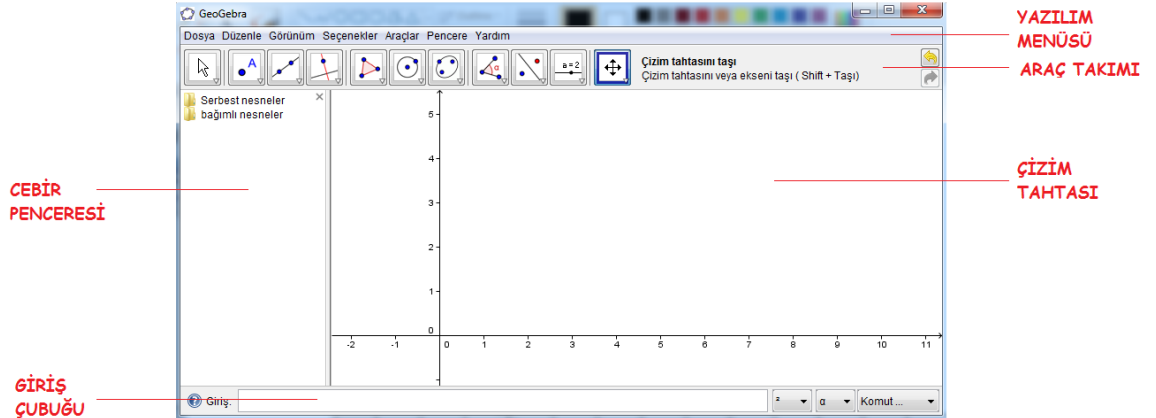 GeoGebra
Dosya Düzenle Görünüm Seçenekler Araçlar Pencere Yardım
YAZILIM
MENÜSÜ
A
α
a = 2
Çizim tahtasını taşı
Çizim tahtasını veya ekseni taşı ( Shift + Taşı)
ARAÇ TAKIMI
Serbest nesneler
bağımlı nesneler
CEBİR
PENCERESİ
ÇİZİM
TAHTASI
5
4
3
2
1
0
-2 -1 0 1 2 3 4 5 6 7 8 9 10 11
GİRİŞ
ÇUBUĞU
Giriş:
²
α
Komut ...